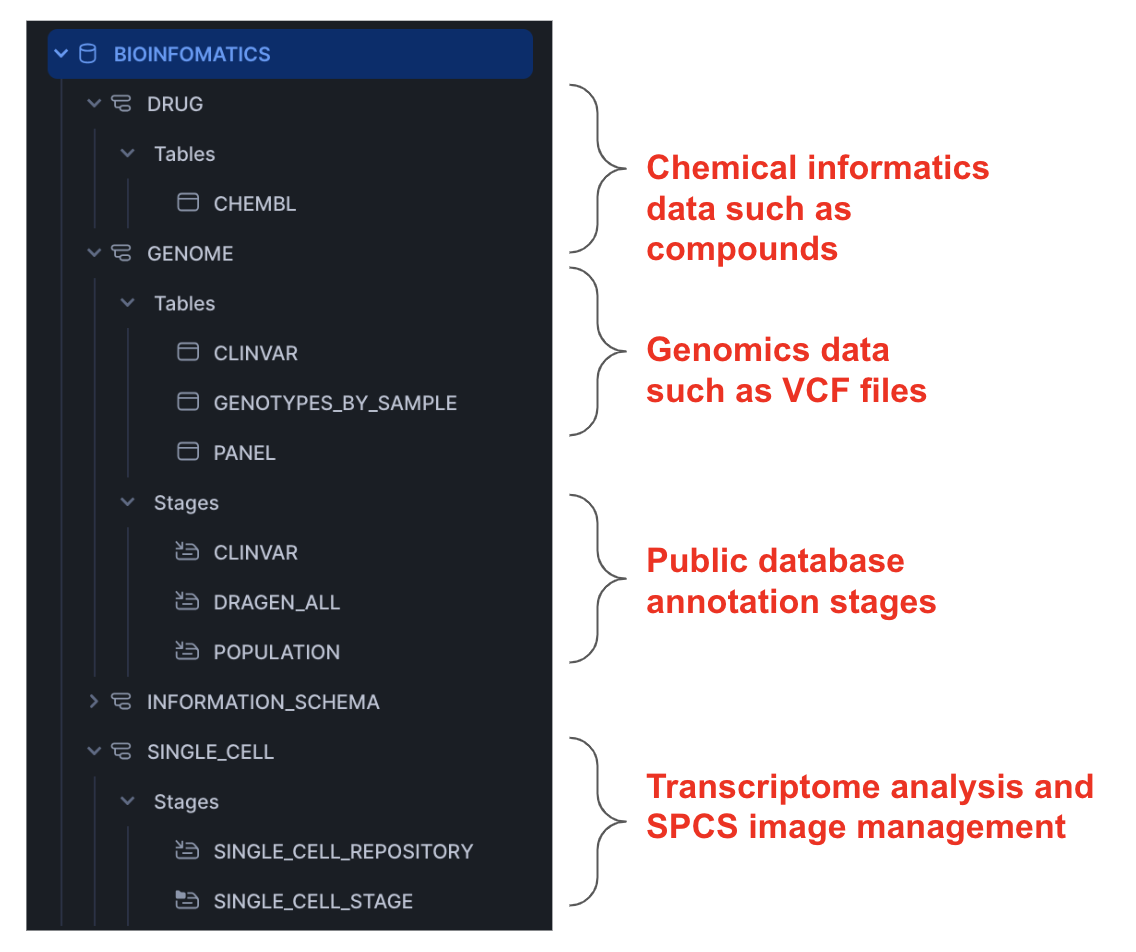 BIOINFOMATICS
DRUG
Tables
CHEMBL
GENOME
Tables
CLINVAR
GENOTYPES_BY_SAMPLE
PANEL
Stages
CLINVAR
DRAGEN_ALL
POPULATION
INFORMATION_SCHEMA
SINGLE_CELL
Stages
SINGLE_CELL_REPOSITORY
SINGLE_CELL_STAGE
Chemical informatics
data such as
compounds
Genomics data
such as VCF files
Public database
annotation stages
Transcriptome analysis and
SPCS image management